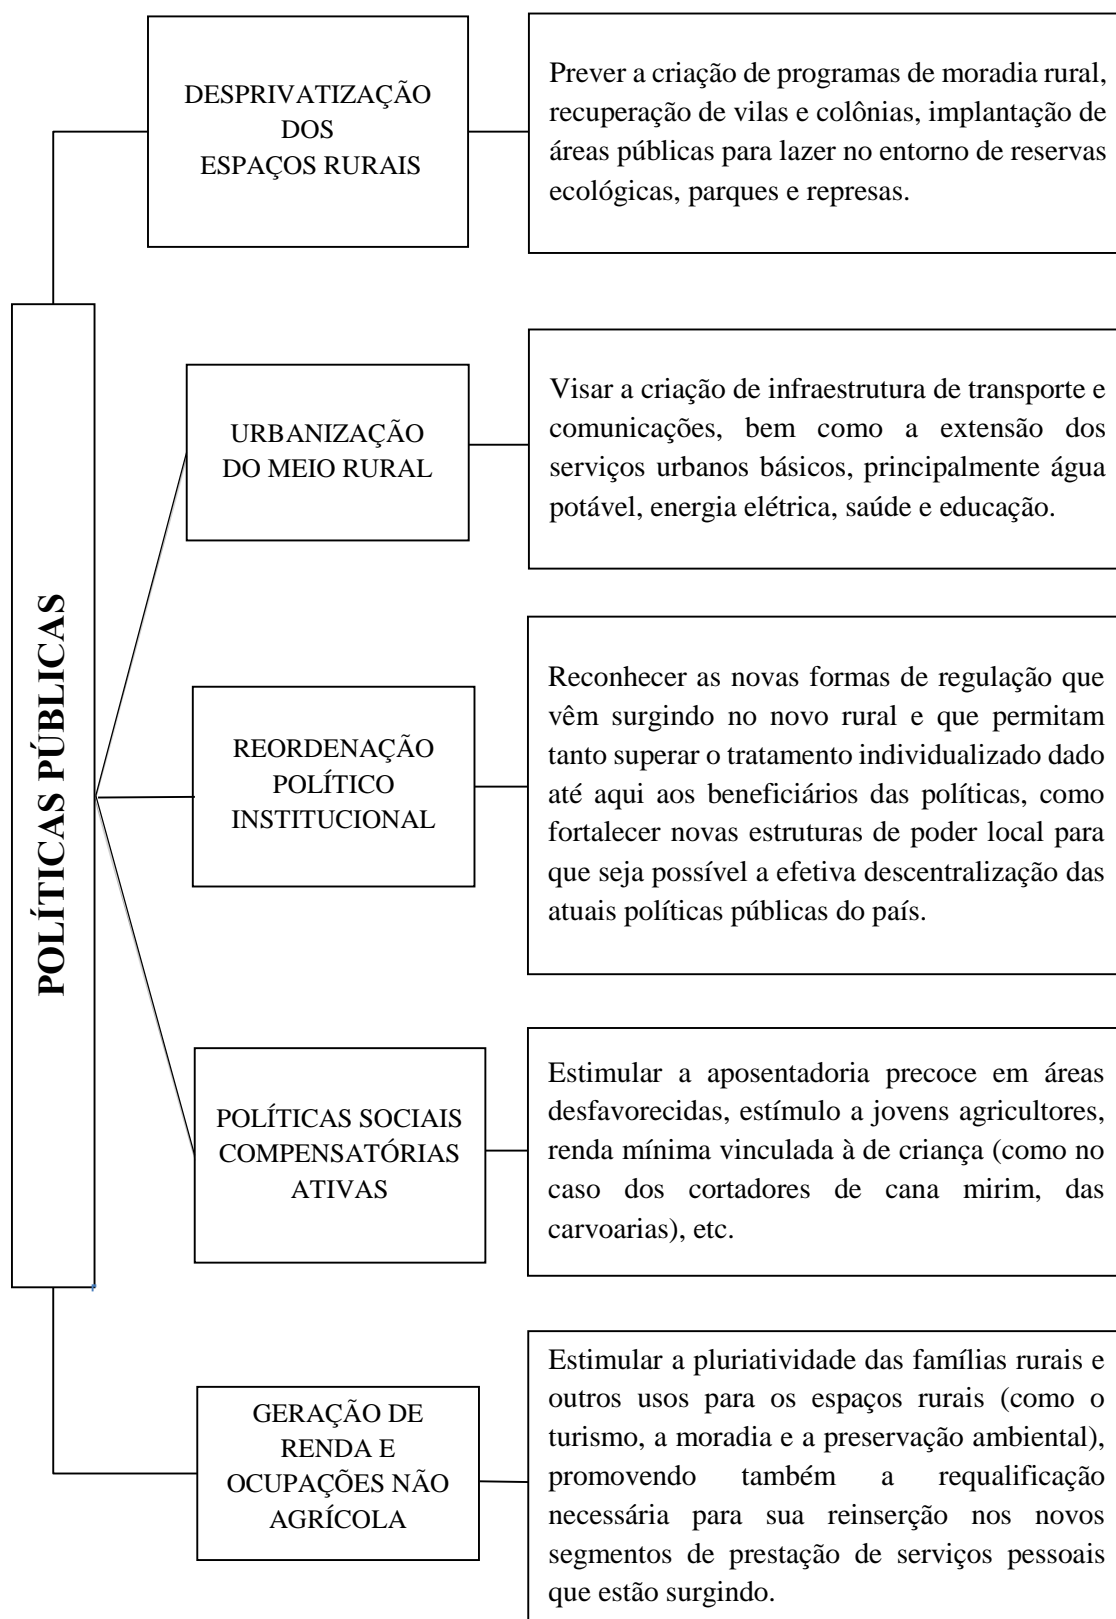 POLÍTICAS PÚBLICAS
DESPRIVATIZAÇÃO
DOS
ESPAÇOS RURAIS
Prever a criação de programas de moradia rural,
recuperação de vilas e colônias, implantação de
áreas públicas para lazer no entorno de reservas
ecológicas, parques e represas.
URBANIZAÇÃO
DO MEIO RURAL
Visar a criação de infraestrutura de transporte e
comunicações, bem como a extensão dos
serviços urbanos básicos, principalmente água
potável, energia elétrica, saúde e educação.
REORDENAÇÃO
POLÍTICO
INSTITUCIONAL
Reconhecer as novas formas de regulação que
vêm surgindo no novo rural e que permitam
tanto superar o tratamento individualizado dado
até aqui aos beneficiários das políticas, como
fortalecer novas estruturas de poder local para
que seja possível a efetiva descentralização das
atuais políticas públicas do país.
POLÍTICAS SOCIAIS
COMPENSATÓRIAS
ATIVAS
Estimular a aposentadoria precoce em áreas
desfavorecidas, estímulo a jovens agricultores,
renda mínima vinculada à de criança (como no
caso dos cortadores de cana mirim, das
carvoarias), etc.
GERAÇÃO DE
RENDA E
OCUPAÇÕES NÃO
AGRÍCOLA
Estimular a pluriatividade das famílias rurais e
outros usos para os espaços rurais (como o
turismo, a moradia e a preservação ambiental),
promovendo também a requalificação
necessária para sua reinserção nos novos
segmentos de prestação de serviços pessoais
que estão surgindo.